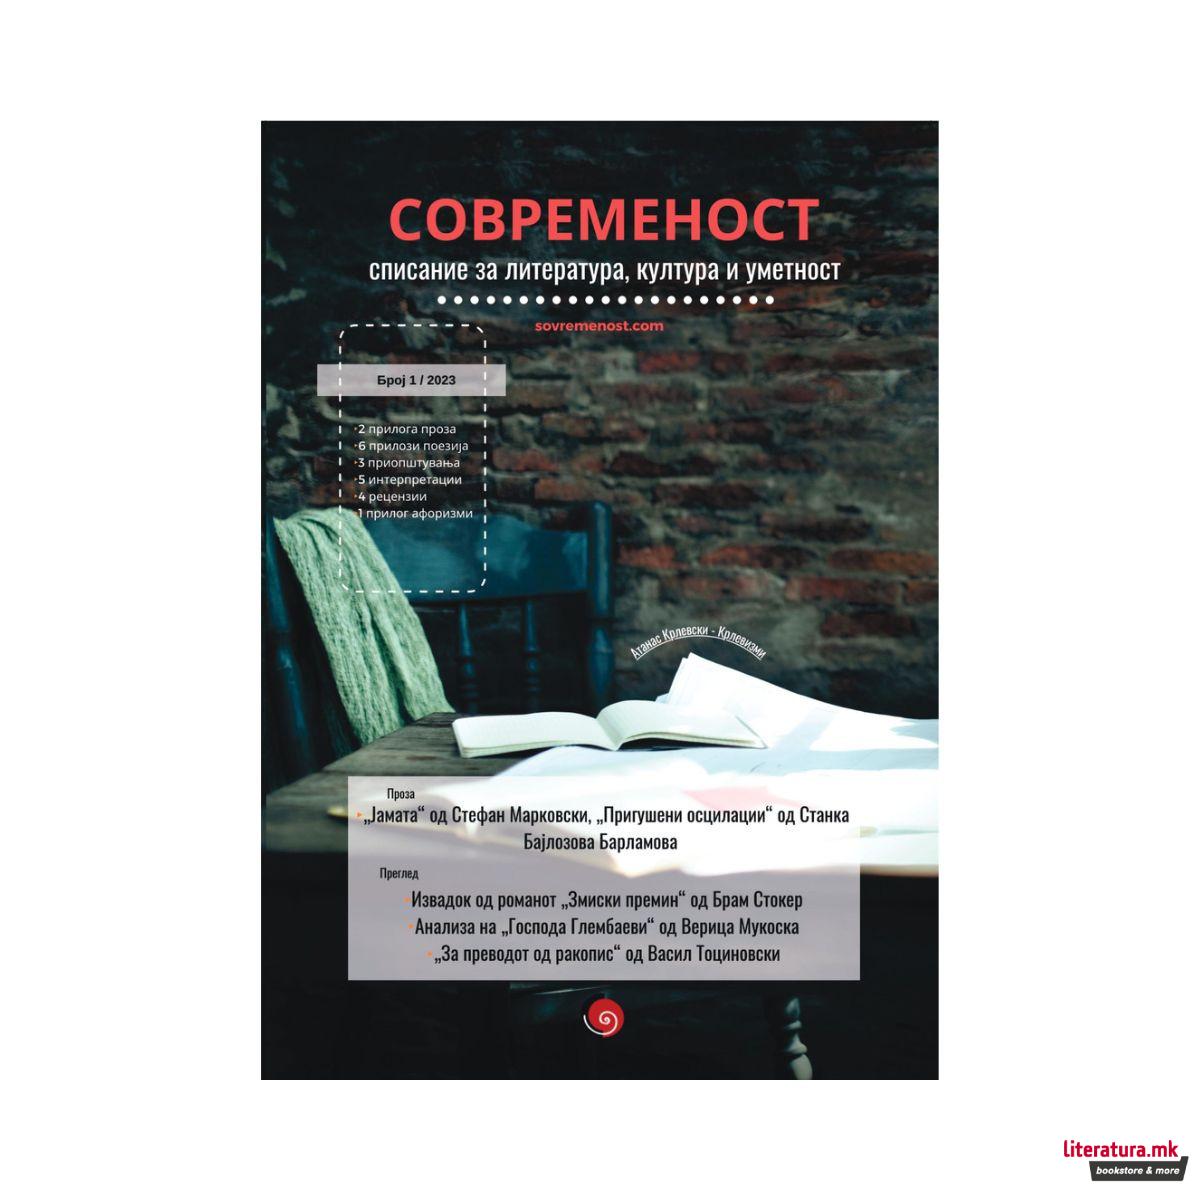 СОВРЕМЕНОСТ
списание за литература, култура и уметност
sovremenost.com
Број 1 / 2023
2 прилога проза
6 прилози поезија
3 приопштувања
5 интерпретации
4 рецензии
1 прилог афоризми
Атанас Крлевски - Крлевизми
Проза
„Јамата“ од Стефан Марковски, „Пригушени осцилации“ од Станка
Бајлозова Барламова
Преглед
Извадок од романот „Змиски премин“ од Брам Стокер
Анализа на „Господа Глембаеви“ од Верица Мукоска
„За преводот од ракопис“ од Васил Тоциновски
literatura.mk
bookstore & more